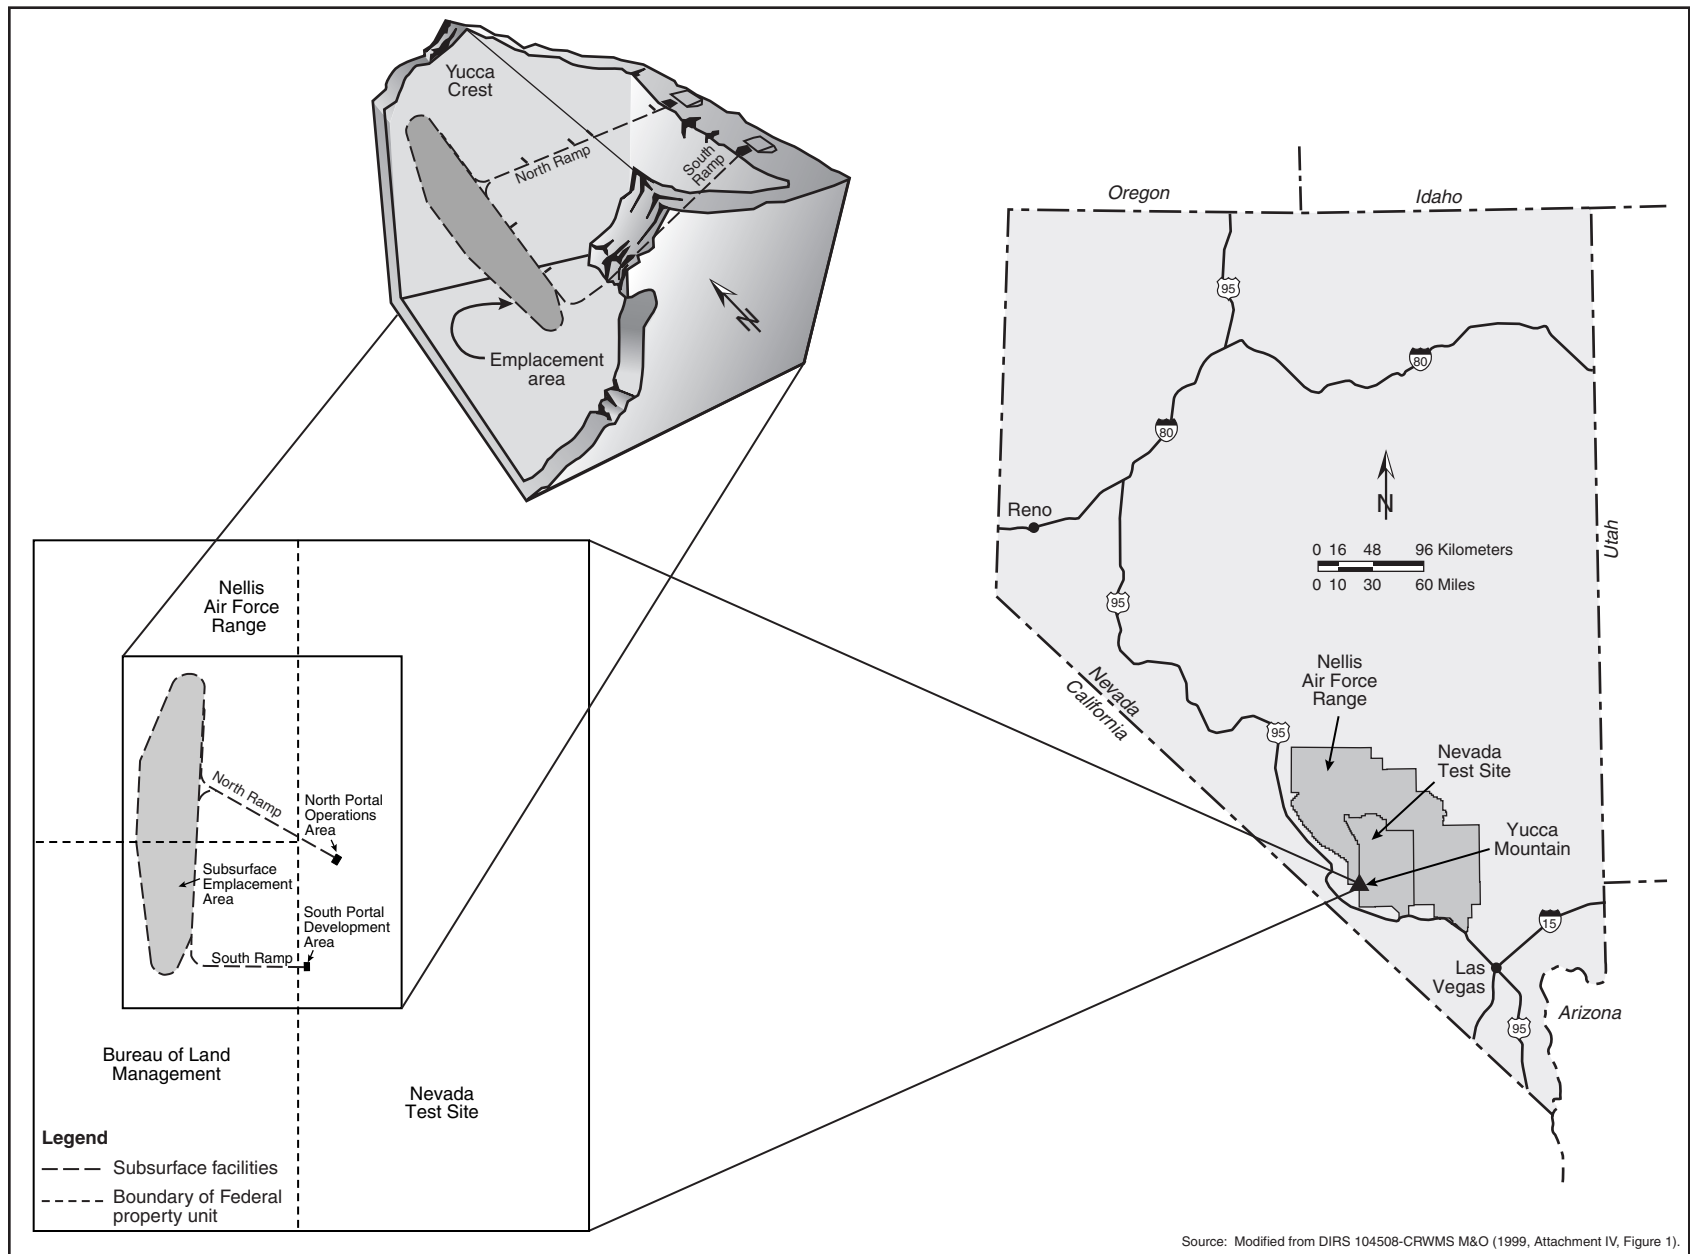 Yucca
Crest
North Ramp
South
Ramp
N
Emplacement
area
Nellis
Air Force
Range
North Ramp
North Portal
Operations
Area
Subsurface
Emplacement
Area
South Portal
Development
Area
South Ramp
Bureau of Land
Management
Nevada
Test Site
Legend
Subsurface facilities
Boundary of Federal
property unit
Oregon
Idaho
95
80
80
Reno
N
Utah
0 16 48 96 Kilometers
0 10 30 60 Miles
95
Nevada
California
Nellis
Air Force
Range
95
Nevada
Test Site
Yucca
Mountain
15
Las
Vegas
Arizona
95
Source: Modified from DIRS 104508-CRWMS M&O (1999, Attachment IV, Figure 1).